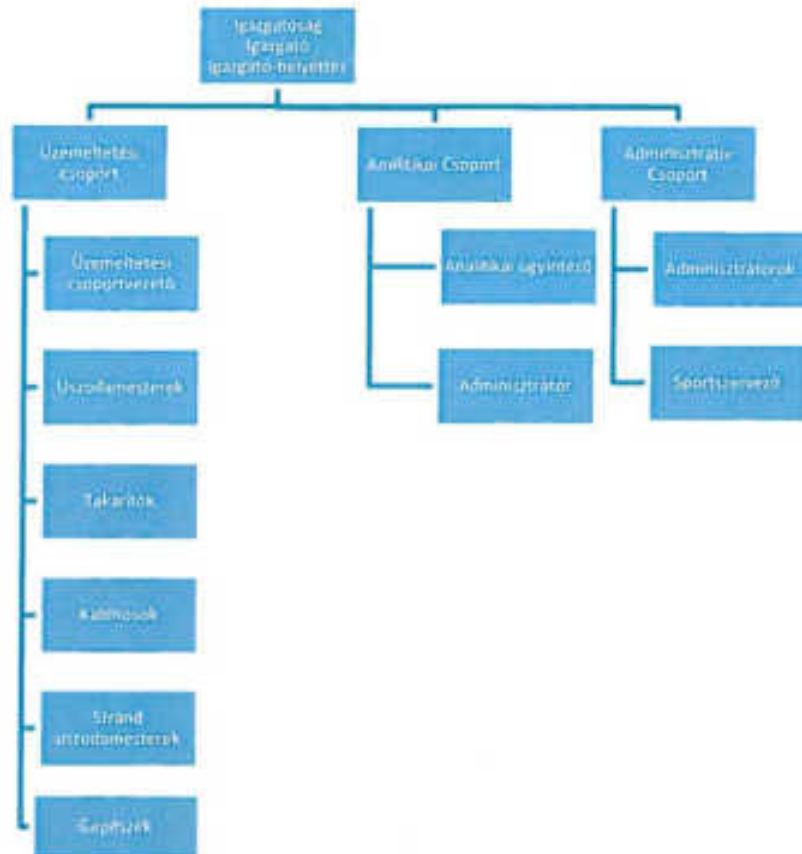 Igazgatóság
Igazgató
Igazgató-helyettes
Üzemeltetési
csoport
Analitikai Csoport
Adminisztratív
Csoport
Üzemeltetési
csoportvezető
Analitikai ügyintéző
Adminisztrátorok
Uszodamesterek
Adminisztrátor
Sportszervező
Takarítók
Kabinosok
Strand
uszodamesterek
Gépészek